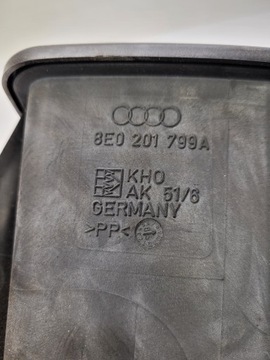 8E0 201 799A
KHO
AK 51/6
GERMANY
>PP<